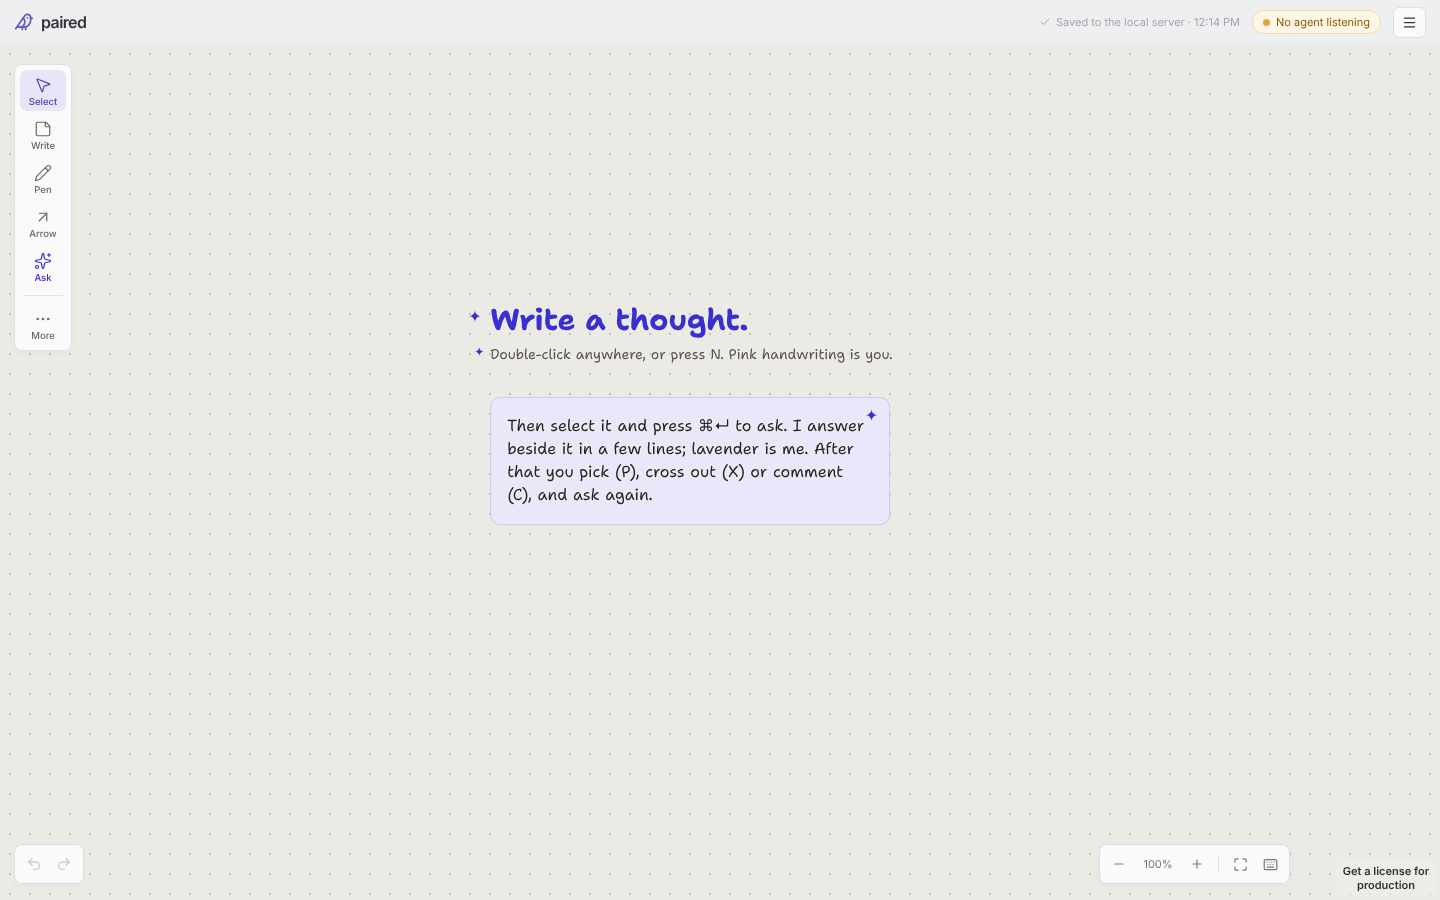 paired
Saved to the local server · 12:14 PM
No agent listening
Select
Write
Pen
Arrow
Ask
More
Write a thought.
Double-click anywhere, or press N. Pink handwriting is you.
Then select it and press ⌘↵ to ask. I answer
beside it in a few lines; lavender is me. After
that you pick (P), cross out (X) or comment
(C), and ask again.
100%
Get a license for
production